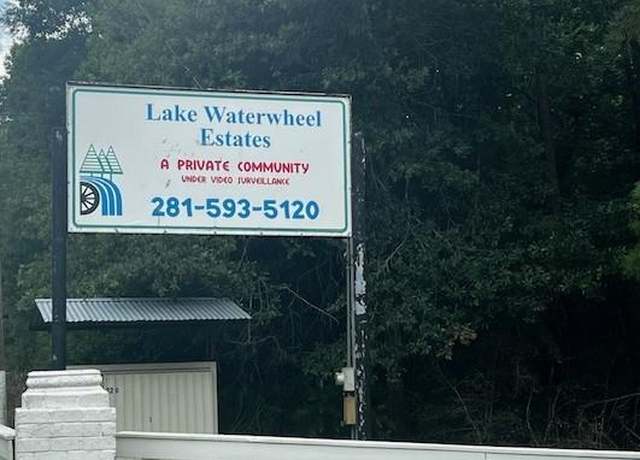 Lake Waterwheel
Estates
A PRIVATE COMMUNITY
UNDER VIDEO SURVEILLANCE
281-593-5120